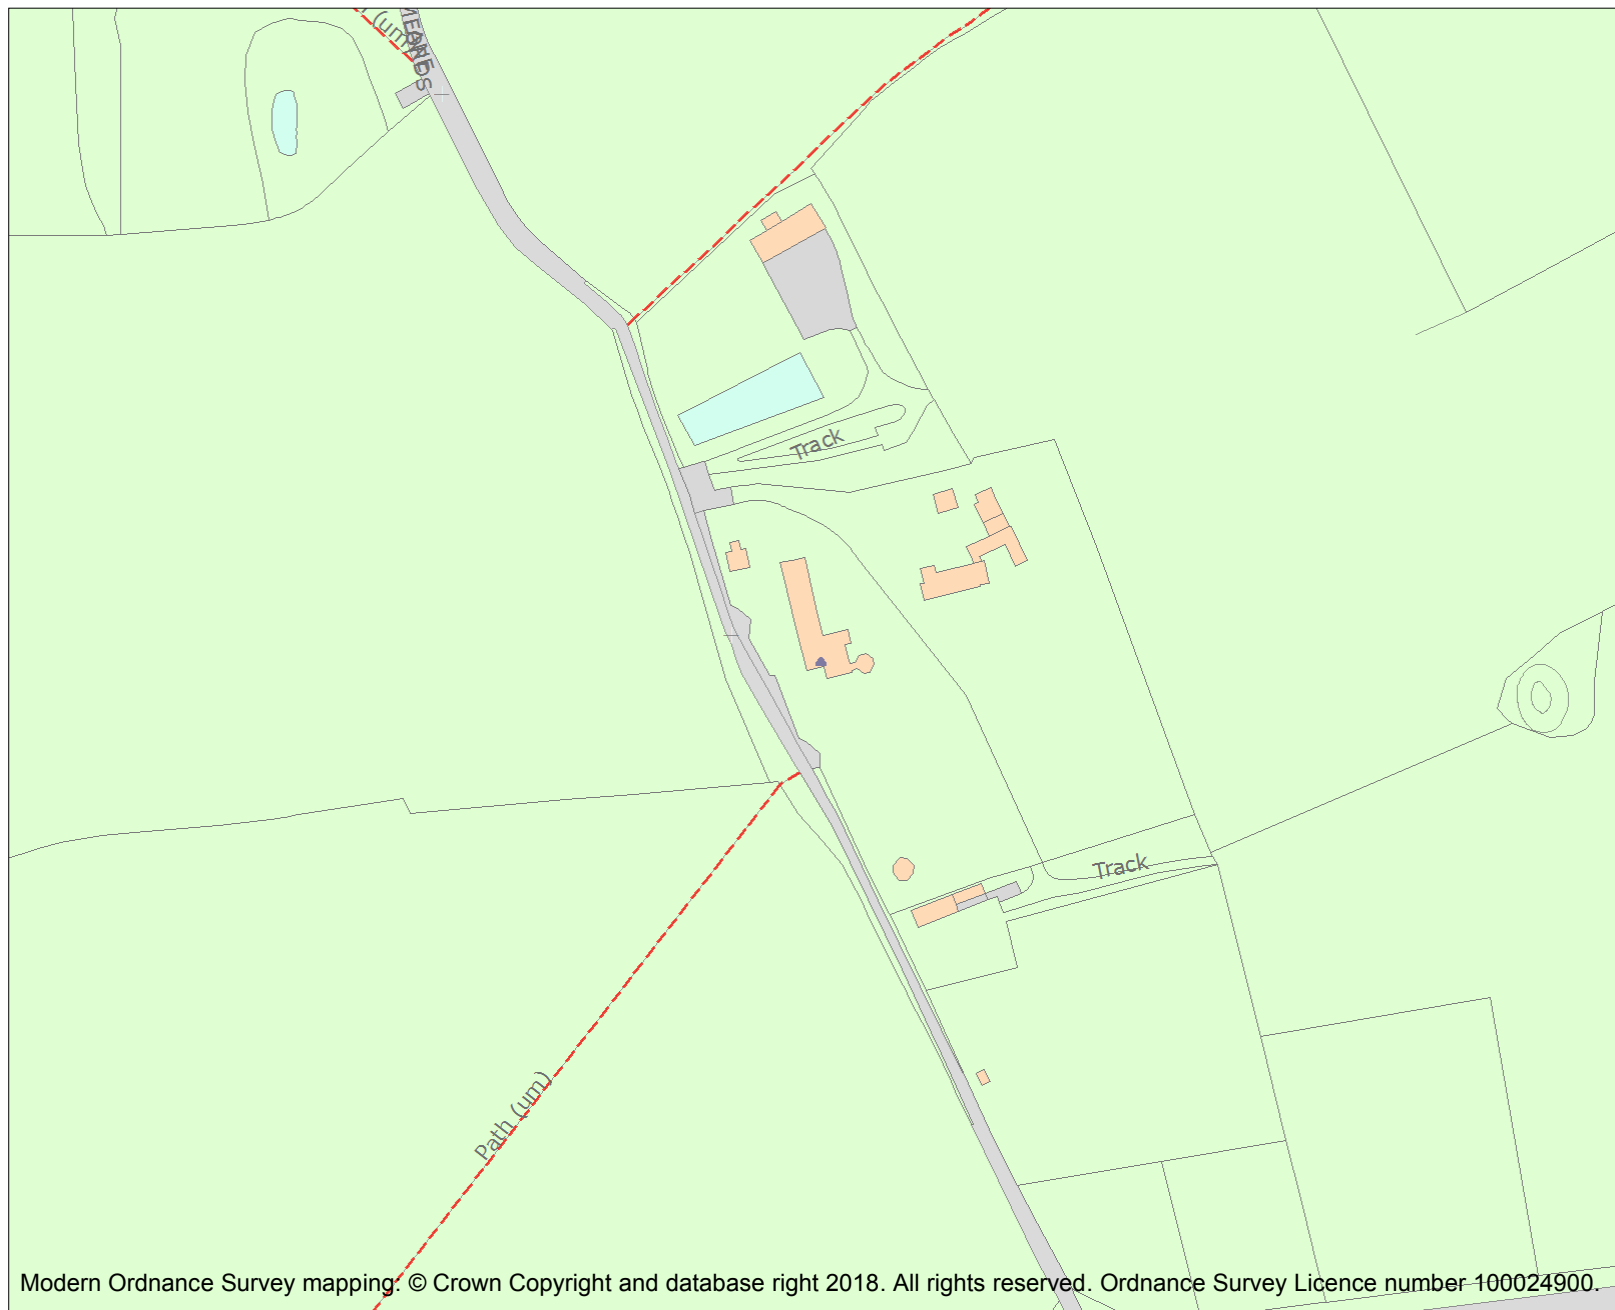 (um)
Track
Track
Path (um)
Modern Ordnance Survey mapping: © Crown Copyright and database right 2018. All rights reserved. Ordnance Survey Licence number 100024900.